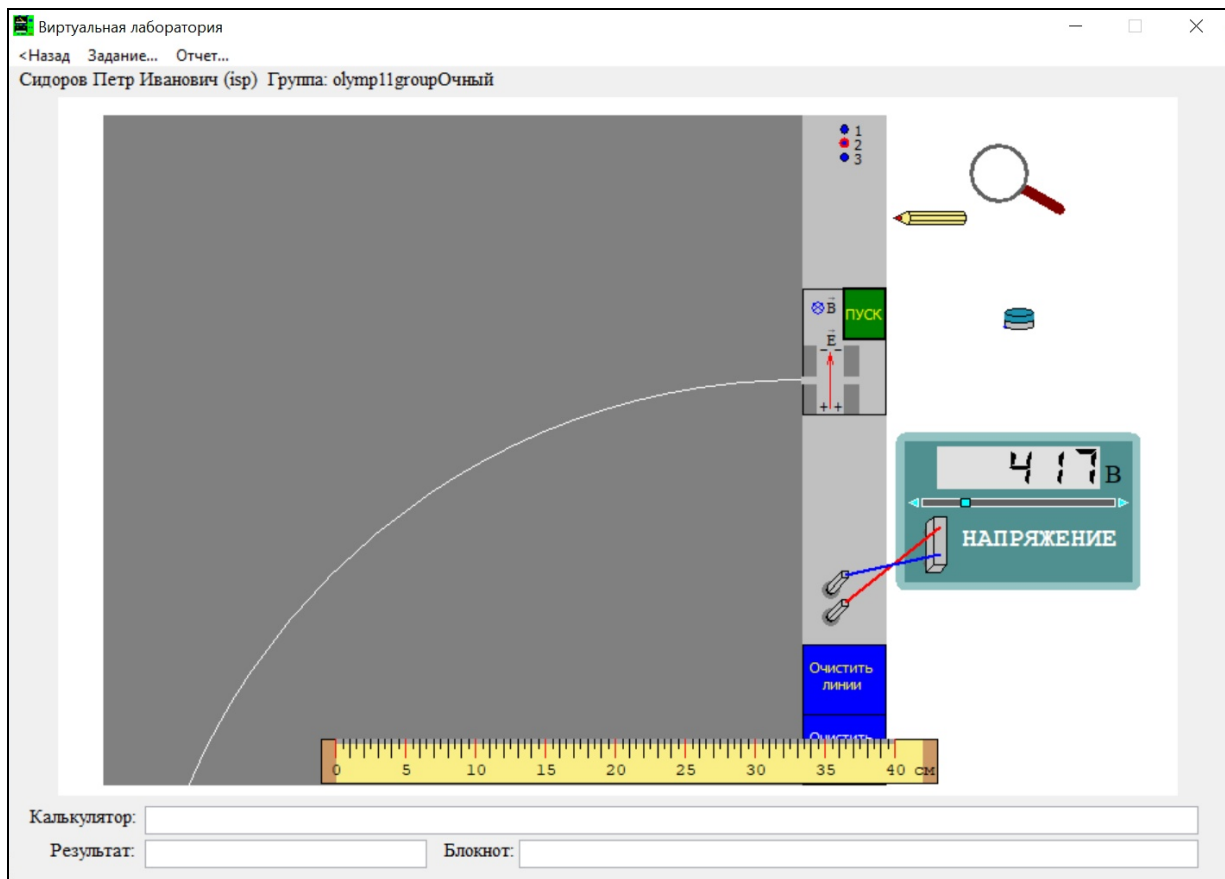 Виртуальная лаборатория
<Назад Задание... Отчет...
Сидоров Петр Иванович (isp) Группа: olymp11groupОчный
1
2
3
B
ПУСК
E
- -
+ +
417 В
НАПРЯЖЕНИЕ
Очистить
линии
Очистить
0 5 10 15 20 25 30 35 40 см
Калькулятор:
Результат: Блокнот: